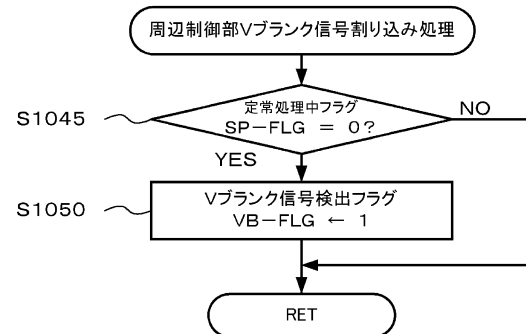 周辺制御部Vブランク信号割り込み処理
S1045
定常処理中フラグ
SP-FLG = 0?
NO
YES
S1050
Vブランク信号検出フラグ
VB-FLG ← 1
RET